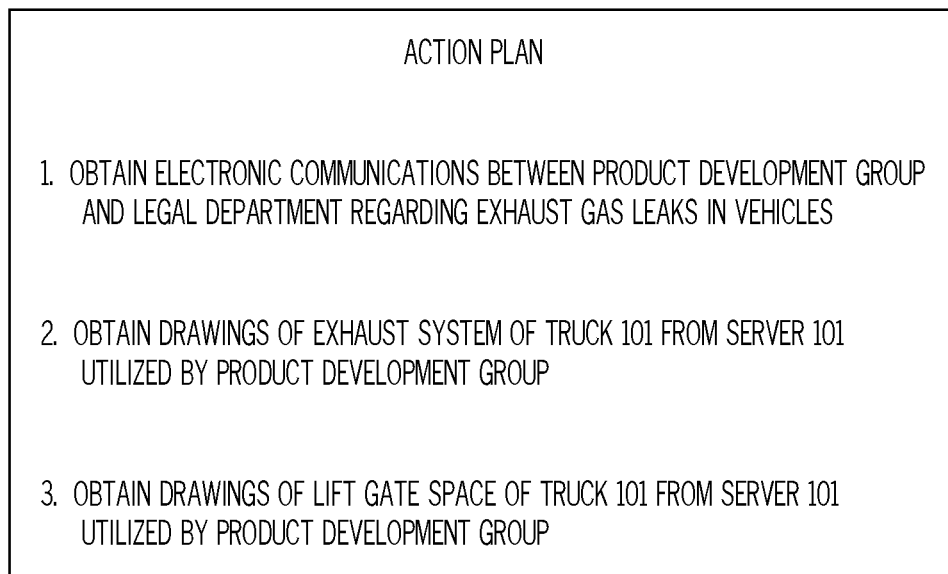 ACTION PLAN
1. OBTAIN ELECTRONIC COMMUNICATIONS BETWEEN PRODUCT DEVELOPMENT GROUP
AND LEGAL DEPARTMENT REGARDING EXHAUST GAS LEAKS IN VEHICLES
2. OBTAIN DRAWINGS OF EXHAUST SYSTEM OF TRUCK 101 FROM SERVER 101
UTILIZED BY PRODUCT DEVELOPMENT GROUP
3. OBTAIN DRAWINGS OF LIFT GATE SPACE OF TRUCK 101 FROM SERVER 101
UTILIZED BY PRODUCT DEVELOPMENT GROUP